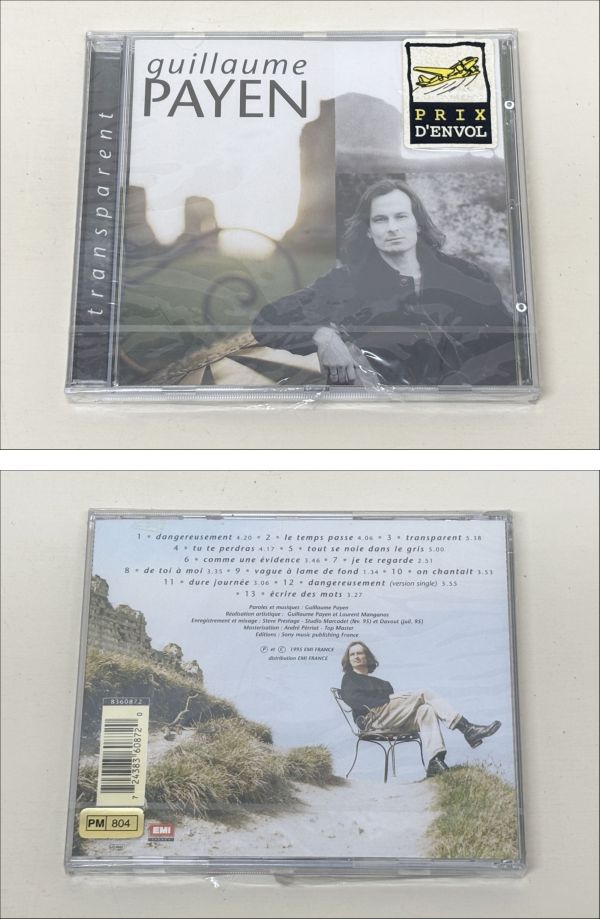 guillaume
PAYEN
PRIX
D'ENVOL
transparent
1 • dangereusement 4.20 • 2 • le temps passe 4.06 • 3 • transparent 5.38
4 • tu te perdras 4.17 • 5 • tout se noie dans le gris 5.00
6 • comme une évidence 3.46 • 7 • je te regarde 2.51
8 • de toi à moi 3.35 • 9 • vague à lame de fond 1.34 • 10 • on chantait 3.53
11 • dure journée 3.06 • 12 • dangereusement (version single) 3.55
• 13 • écrire des mots 3.27
Paroles et musiques : Guillaume Payen
Réalisation artistique : Guillaume Payen et Laurent Manganas
Enregistrement et mixage : Steve Prestage - Studio Marcadet (fév. 95) et Davout (juil. 95)
Masterisation : André Perriat - Top Master
Editions : Sony music publishing France
Ⓟ et Ⓒ 1995 EMI FRANCE
distribution EMI FRANCE
8360872
7 24383 60872 0
PM 804
EMI